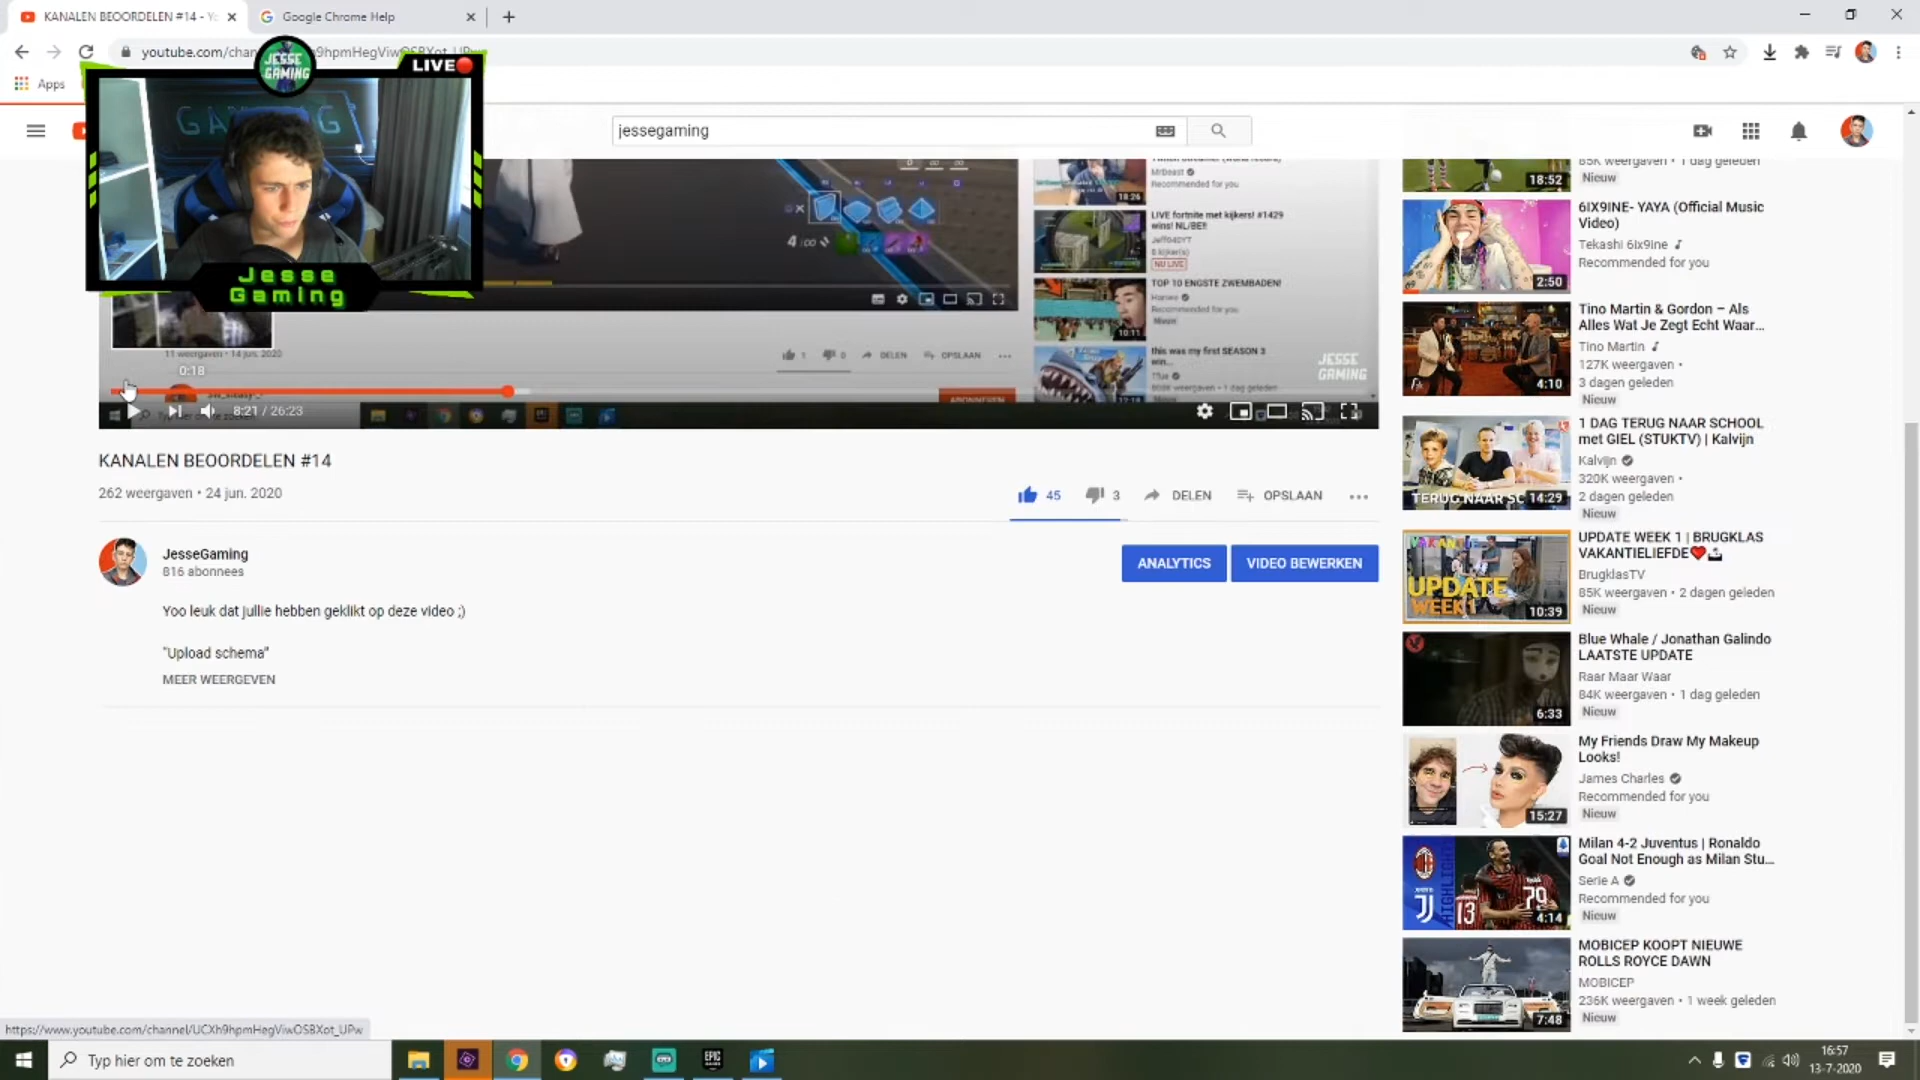 KANALEN BEOORDELEN #14 - Yo
Google Chrome Help
youtube.com/chan
Apps
JESSE
GAMING
LIVE
GAMING
Jesse
Gaming
jessegaming
4
11 weergaven • 14 jun. 2020
1
0
DELEN
OPSLAAN
0:18
8:21 / 26:23
ABONNEREN
Mrbeast
Recommended for you
18:26
LIVE fortnite met kijkers! #1429
wins! NL/BE!!
8 kijker(s)
NU LIVE
TOP 10 ENGSTE ZWEMBADEN!
Recommended for you
Nieuw
10:11
this was my first SEASON 3
win...
12:18
JESSE
GAMING
KANALEN BEOORDELEN #14
262 weergaven • 24 jun. 2020
45
3
DELEN
OPSLAAN
JesseGaming
816 abonnees
ANALYTICS
VIDEO BEWERKEN
Yoo leuk dat jullie hebben geklikt op deze video ;)
"Upload schema"
MEER WEERGEVEN
85K weergaven • 1 dag geleden
Nieuw
18:52
6IX9INE- YAYA (Official Music
Video)
Tekashi 6ix9ine
Recommended for you
2:50
Tino Martin & Gordon – Als
Alles Wat Je Zegt Echt Waar...
Tino Martin
127K weergaven •
3 dagen geleden
Nieuw
4:10
1 DAG TERUG NAAR SCHOOL
met GIEL (STUKTV) | Kalvijn
Kalvijn
320K weergaven •
2 dagen geleden
Nieuw
TERUG NAAR SC
14:29
UPDATE WEEK 1 | BRUGKLAS
VAKANTIELIEFDE❤
BrugklasTV
85K weergaven • 2 dagen geleden
Nieuw
UPDATE
WEEK 1
10:39
Blue Whale / Jonathan Galindo
LAATSTE UPDATE
Raar Maar Waar
84K weergaven • 1 dag geleden
Nieuw
6:33
My Friends Draw My Makeup
Looks!
James Charles
Recommended for you
Nieuw
15:27
Milan 4-2 Juventus | Ronaldo
Goal Not Enough as Milan Stu...
Serie A
Recommended for you
Nieuw
4:14
MOBICEP KOOPT NIEUWE
ROLLS ROYCE DAWN
MOBICEP
236K weergaven • 1 week geleden
Nieuw
7:48
https://www.youtube.com/channel/UCXh9hpmHegViwOSBXot_UPw
Typ hier om te zoeken
EPIC
16:57
13-7-2020